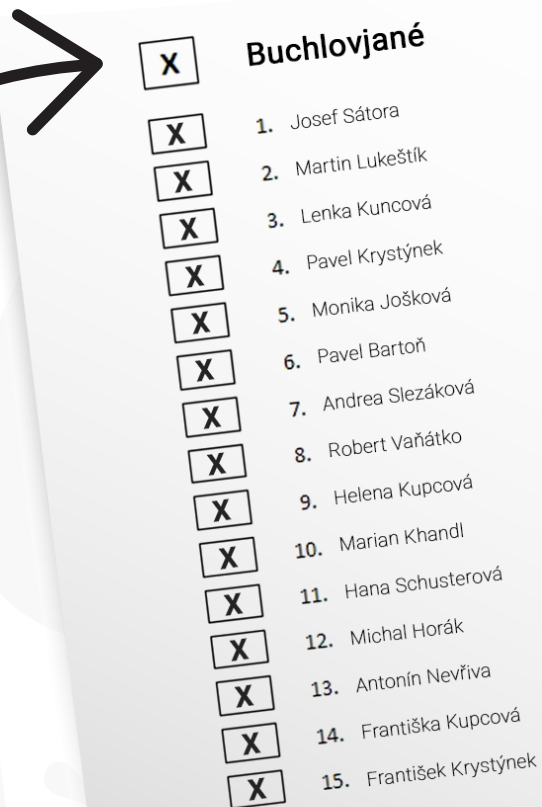 X Buchlovjané
X 1. Josef Sátora
X 2. Martin Lukeštík
X 3. Lenka Kuncová
X 4. Pavel Krystýnek
X 5. Monika Jošková
X 6. Pavel Bartoň
X 7. Andrea Slezáková
X 8. Robert Vaňátko
X 9. Helena Kupcová
X 10. Marian Khandl
X 11. Hana Schusterová
X 12. Michal Horák
X 13. Antonín Nevřiva
X 14. Františka Kupcová
X 15. František Krystýnek